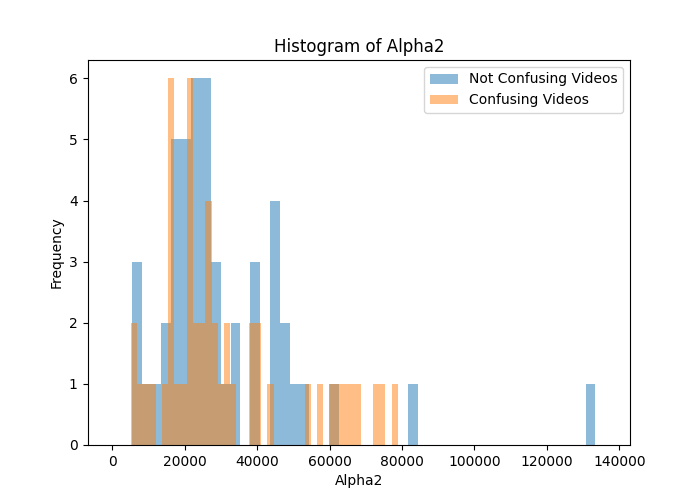 Histogram of Alpha2
Not Confusing Videos
Confusing Videos
Frequency
6
5
4
3
2
1
0
0 20000 40000 60000 80000 100000 120000 140000
Alpha2